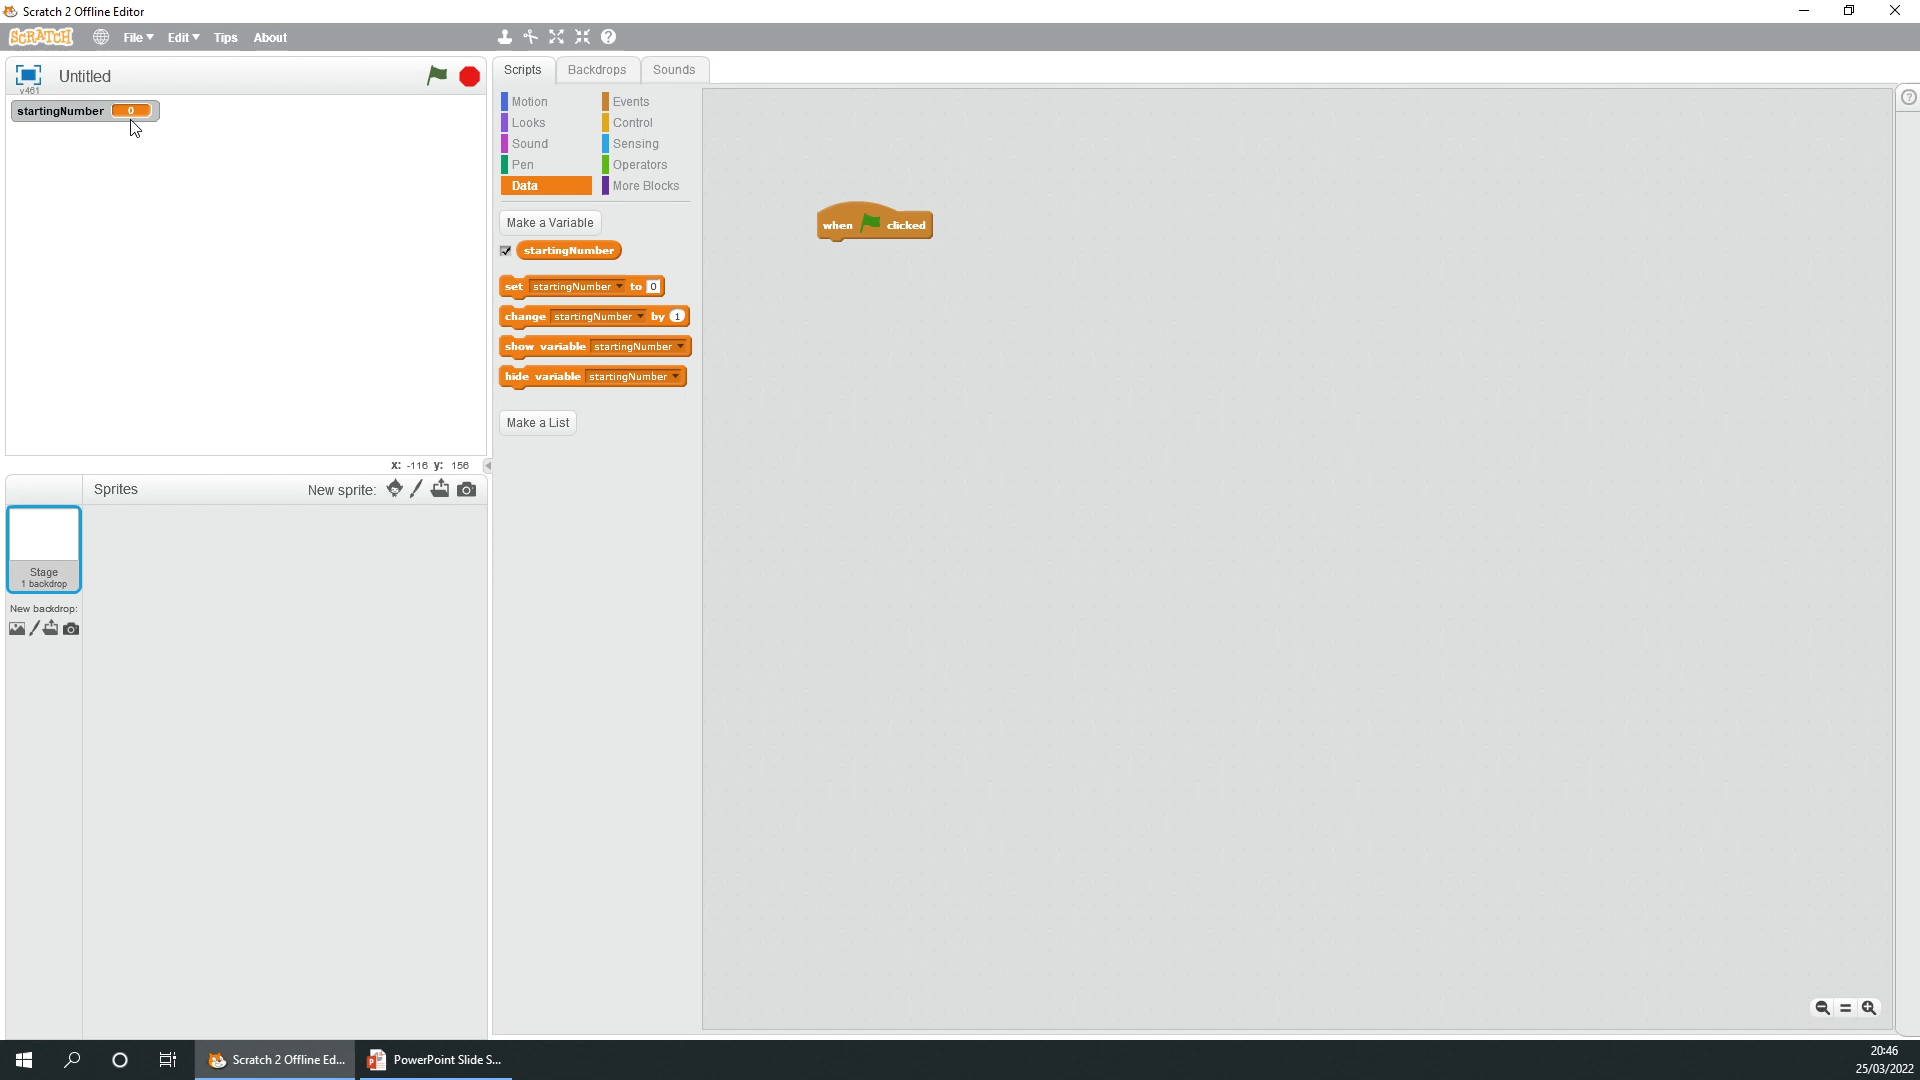 Scratch 2 Offline Editor
SCRATCH File Edit Tips About
v461 Untitled
startingNumber 0
x: -116 y: 156
Sprites New sprite:
Stage
1 backdrop
New backdrop:
Scripts Backdrops Sounds
Motion Events
Looks Control
Sound Sensing
Pen Operators
Data More Blocks
Make a Variable
startingNumber
set startingNumber to 0
change startingNumber by 1
show variable startingNumber
hide variable startingNumber
Make a List
when clicked
Scratch 2 Offline Ed... PowerPoint Slide S...
20:46
25/03/2022